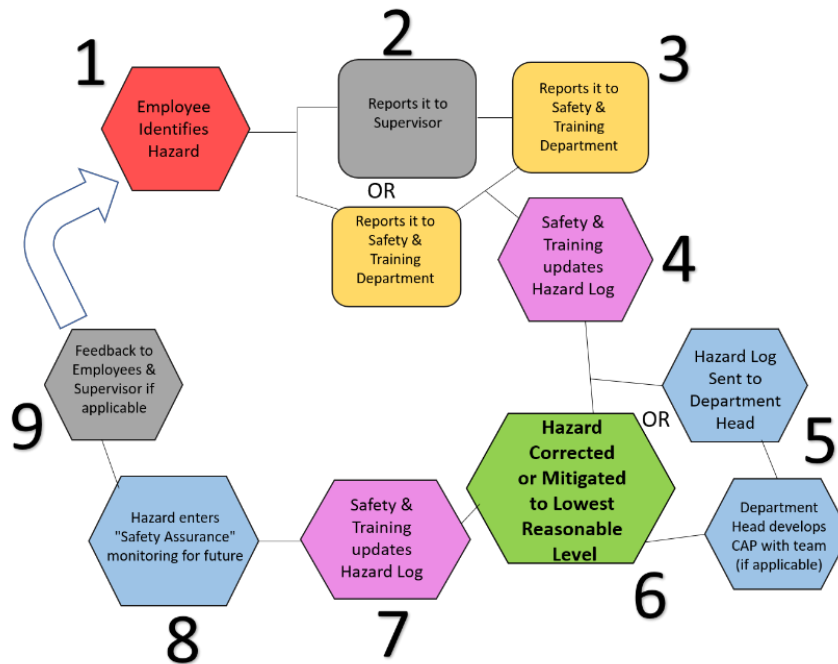 1
Employee
Identifies
Hazard
2
Reports it to
Supervisor
3
Reports it to
Safety &
Training
Department
OR
Reports it to
Safety &
Training
Department
4
Safety &
Training
updates
Hazard Log
5
Hazard Log
Sent to
Department
Head
OR
Department
Head develops
CAP with team
(if applicable)
6
Hazard
Corrected
or Mitigated
to Lowest
Reasonable
Level
7
Safety &
Training
updates
Hazard Log
8
Hazard enters
"Safety Assurance"
monitoring for future
9
Feedback to
Employees &
Supervisor if
applicable